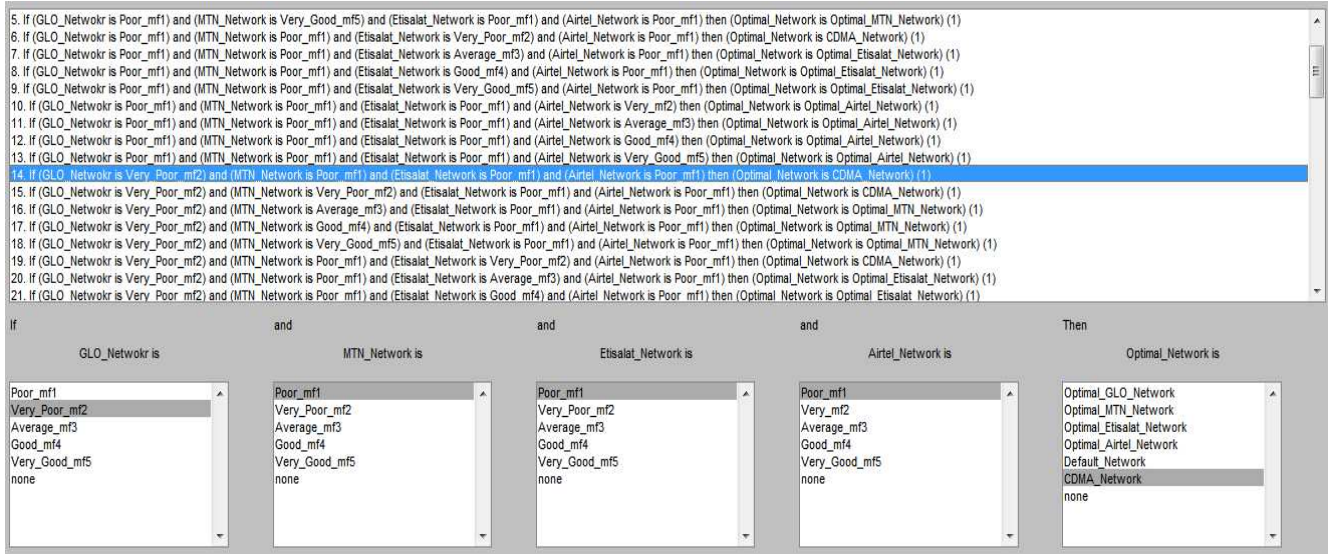 5. If (GLO_Netwokr is Poor_mf1) and (MTN_Network is Very_Good_mf5) and (Etisalat_Network is Poor_mf1) and (Airtel_Network is Poor_mf1) then (Optimal_Network is Optimal_MTN_Network) (1)
6. If (GLO_Netwokr is Poor_mf1) and (MTN_Network is Poor_mf1) and (Etisalat_Network is Very_Poor_mf2) and (Airtel_Network is Poor_mf1) then (Optimal_Network is CDMA_Network) (1)
7. If (GLO_Netwokr is Poor_mf1) and (MTN_Network is Poor_mf1) and (Etisalat_Network is Average_mf3) and (Airtel_Network is Poor_mf1) then (Optimal_Network is Optimal_Etisalat_Network) (1)
8. If (GLO_Netwokr is Poor_mf1) and (MTN_Network is Poor_mf1) and (Etisalat_Network is Good_mf4) and (Airtel_Network is Poor_mf1) then (Optimal_Network is Optimal_Etisalat_Network) (1)
9. If (GLO_Netwokr is Poor_mf1) and (MTN_Network is Poor_mf1) and (Etisalat_Network is Very_Good_mf5) and (Airtel_Network is Poor_mf1) then (Optimal_Network is Optimal_Etisalat_Network) (1)
10. If (GLO_Netwokr is Poor_mf1) and (MTN_Network is Poor_mf1) and (Etisalat_Network is Poor_mf1) and (Airtel_Network is Very_mf2) then (Optimal_Network is Optimal_Airtel_Network) (1)
11. If (GLO_Netwokr is Poor_mf1) and (MTN_Network is Poor_mf1) and (Etisalat_Network is Poor_mf1) and (Airtel_Network is Average_mf3) then (Optimal_Network is Optimal_Airtel_Network) (1)
12. If (GLO_Netwokr is Poor_mf1) and (MTN_Network is Poor_mf1) and (Etisalat_Network is Poor_mf1) and (Airtel_Network is Good_mf4) then (Optimal_Network is Optimal_Airtel_Network) (1)
13. If (GLO_Netwokr is Poor_mf1) and (MTN_Network is Poor_mf1) and (Etisalat_Network is Poor_mf1) and (Airtel_Network is Very_Good_mf5) then (Optimal_Network is Optimal_Airtel_Network) (1)
14. If (GLO_Netwokr is Very_Poor_mf2) and (MTN_Network is Poor_mf1) and (Etisalat_Network is Poor_mf1) and (Airtel_Network is Poor_mf1) then (Optimal_Network is CDMA_Network) (1)
15. If (GLO_Netwokr is Very_Poor_mf2) and (MTN_Network is Very_Poor_mf2) and (Etisalat_Network is Poor_mf1) and (Airtel_Network is Poor_mf1) then (Optimal_Network is CDMA_Network) (1)
16. If (GLO_Netwokr is Very_Poor_mf2) and (MTN_Network is Average_mf3) and (Etisalat_Network is Poor_mf1) and (Airtel_Network is Poor_mf1) then (Optimal_Network is Optimal_MTN_Network) (1)
17. If (GLO_Netwokr is Very_Poor_mf2) and (MTN_Network is Good_mf4) and (Etisalat_Network is Poor_mf1) and (Airtel_Network is Poor_mf1) then (Optimal_Network is Optimal_MTN_Network) (1)
18. If (GLO_Netwokr is Very_Poor_mf2) and (MTN_Network is Very_Good_mf5) and (Etisalat_Network is Poor_mf1) and (Airtel_Network is Poor_mf1) then (Optimal_Network is Optimal_MTN_Network) (1)
19. If (GLO_Netwokr is Very_Poor_mf2) and (MTN_Network is Poor_mf1) and (Etisalat_Network is Very_Poor_mf2) and (Airtel_Network is Poor_mf1) then (Optimal_Network is CDMA_Network) (1)
20. If (GLO_Netwokr is Very_Poor_mf2) and (MTN_Network is Poor_mf1) and (Etisalat_Network is Average_mf3) and (Airtel_Network is Poor_mf1) then (Optimal_Network is Optimal_Etisalat_Network) (1)
21. If (GLO_Netwokr is Very_Poor_mf2) and (MTN_Network is Poor_mf1) and (Etisalat_Network is Good_mf4) and (Airtel_Network is Poor_mf1) then (Optimal_Network is Optimal_Etisalat_Network) (1)
If and and and Then
GLO_Netwokr is MTN_Network is Etisalat_Network is Airtel_Network is Optimal_Network is
Poor_mf1 Poor_mf1 Poor_mf1 Poor_mf1 Optimal_GLO_Network
Very_Poor_mf2 Very_Poor_mf2 Very_Poor_mf2 Very_mf2 Optimal_MTN_Network
Average_mf3 Average_mf3 Average_mf3 Average_mf3 Optimal_Etisalat_Network
Good_mf4 Good_mf4 Good_mf4 Good_mf4 Optimal_Airtel_Network
Very_Good_mf5 Very_Good_mf5 Very_Good_mf5 Very_Good_mf5 Default_Network
none none none none CDMA_Network
none